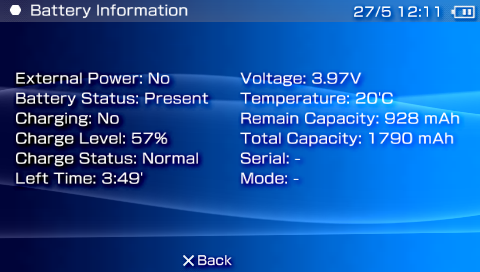 Battery Information
27/5 12:11
External Power: No
Battery Status: Present
Charging: No
Charge Level: 57%
Charge Status: Normal
Left Time: 3:49'
Voltage: 3.97V
Temperature: 20'C
Remain Capacity: 928 mAh
Total Capacity: 1790 mAh
Serial: -
Mode: -
Back